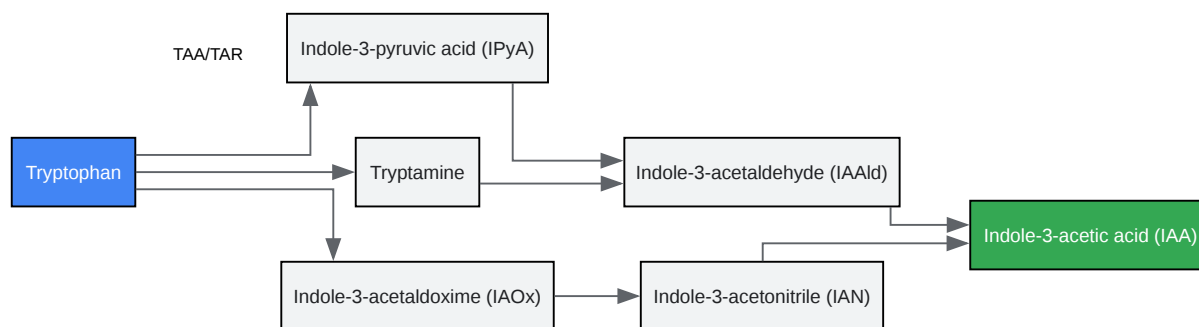 TAA/TAR
Indole-3-pyruvic acid (IPyA)
Tryptophan
Tryptamine
Indole-3-acetaldehyde (IAAld)
Indole-3-acetic acid (IAA)
Indole-3-acetaldoxime (IAOx)
Indole-3-acetonitrile (IAN)